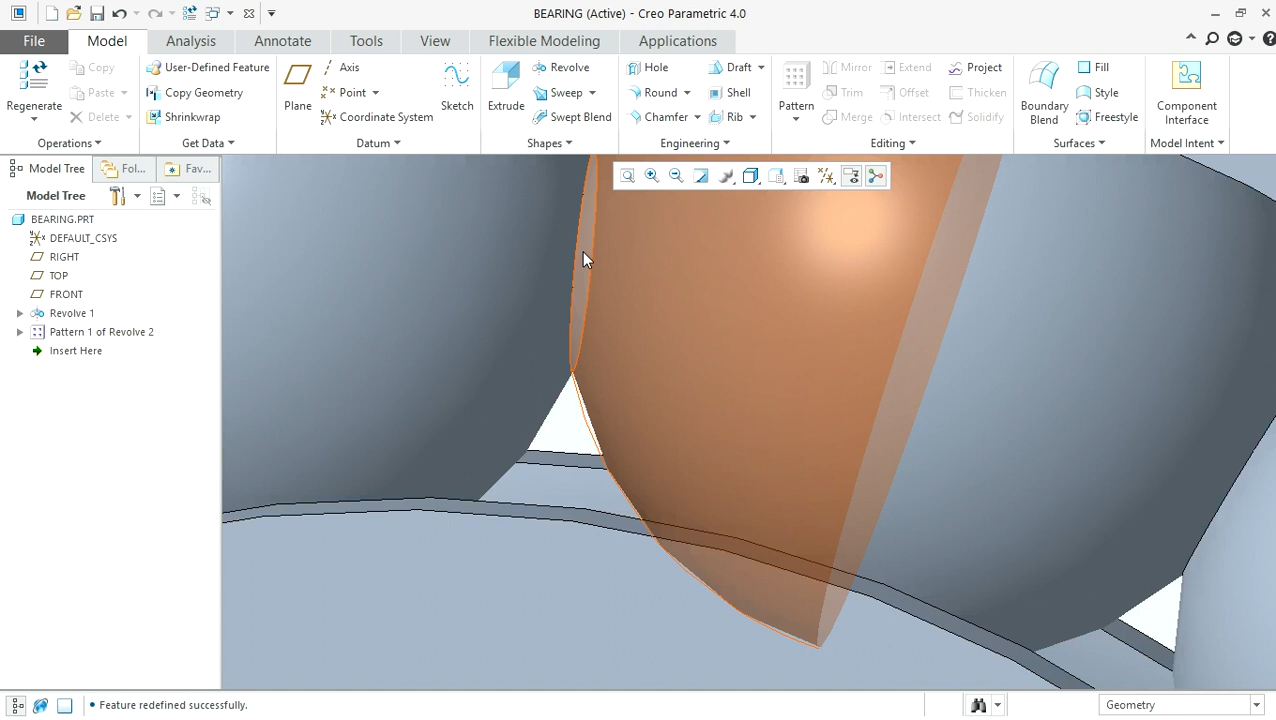 BEARING (Active) - Creo Parametric 4.0
File Model Analysis Annotate Tools View Flexible Modeling Applications
Regenerate
Copy
Paste
Delete
Operations
User-Defined Feature
Copy Geometry
Shrinkwrap
Get Data
Plane
Axis
Point
Coordinate System
Sketch
Datum
Extrude
Revolve
Sweep
Swept Blend
Shapes
Hole
Round
Chamfer
Draft
Shell
Rib
Engineering
Pattern
Mirror
Trim
Merge
Extend
Offset
Intersect
Project
Thicken
Solidify
Editing
Boundary
Blend
Fill
Style
Freestyle
Surfaces
Component
Interface
Model Intent
Model Tree
Fol...
Fav...
Model Tree
BEARING.PRT
DEFAULT_CSYS
RIGHT
TOP
FRONT
Revolve 1
Pattern 1 of Revolve 2
Insert Here
• Feature redefined successfully.
Geometry